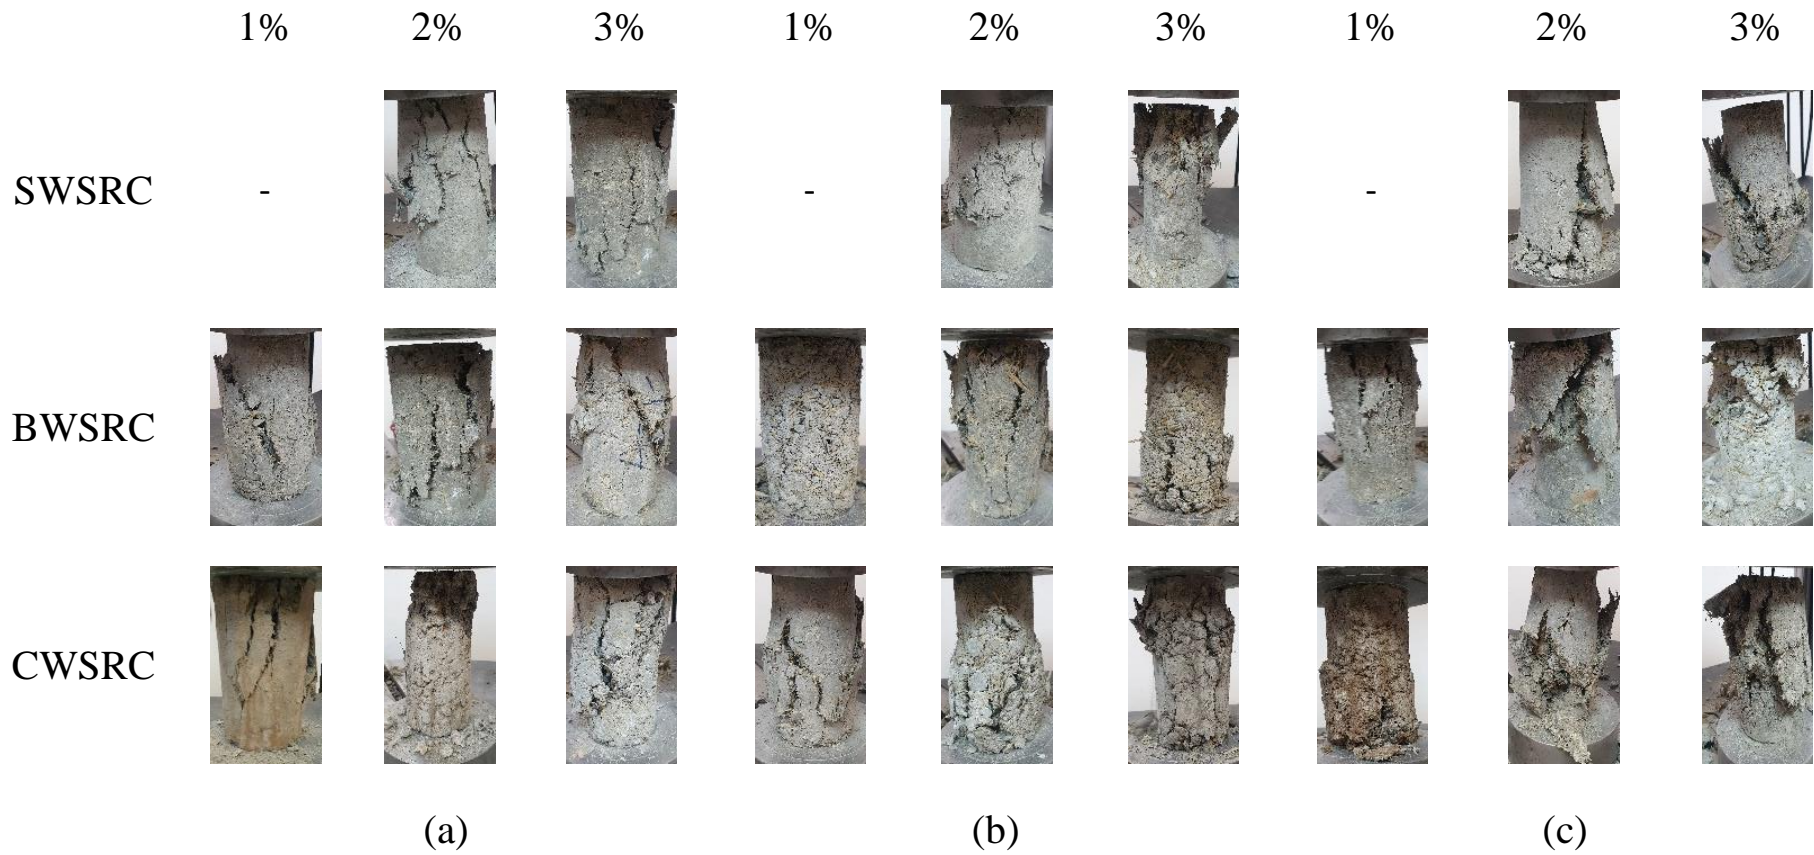 1% 2% 3% 1% 2% 3% 1% 2% 3%
SWSRC - - -
BWSRC
CWSRC
(a) (b) (c)